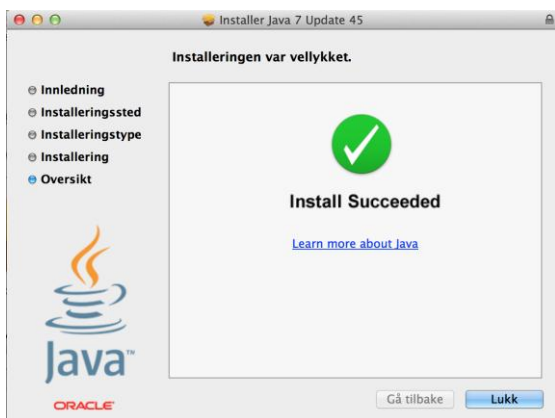 Installer Java 7 Update 45
Installeringen var vellykket.
Innledning
Installeringssted
Installeringstype
Installering
Oversikt
Install Succeeded
Learn more about Java
Java™
ORACLE®
Gå tilbake
Lukk